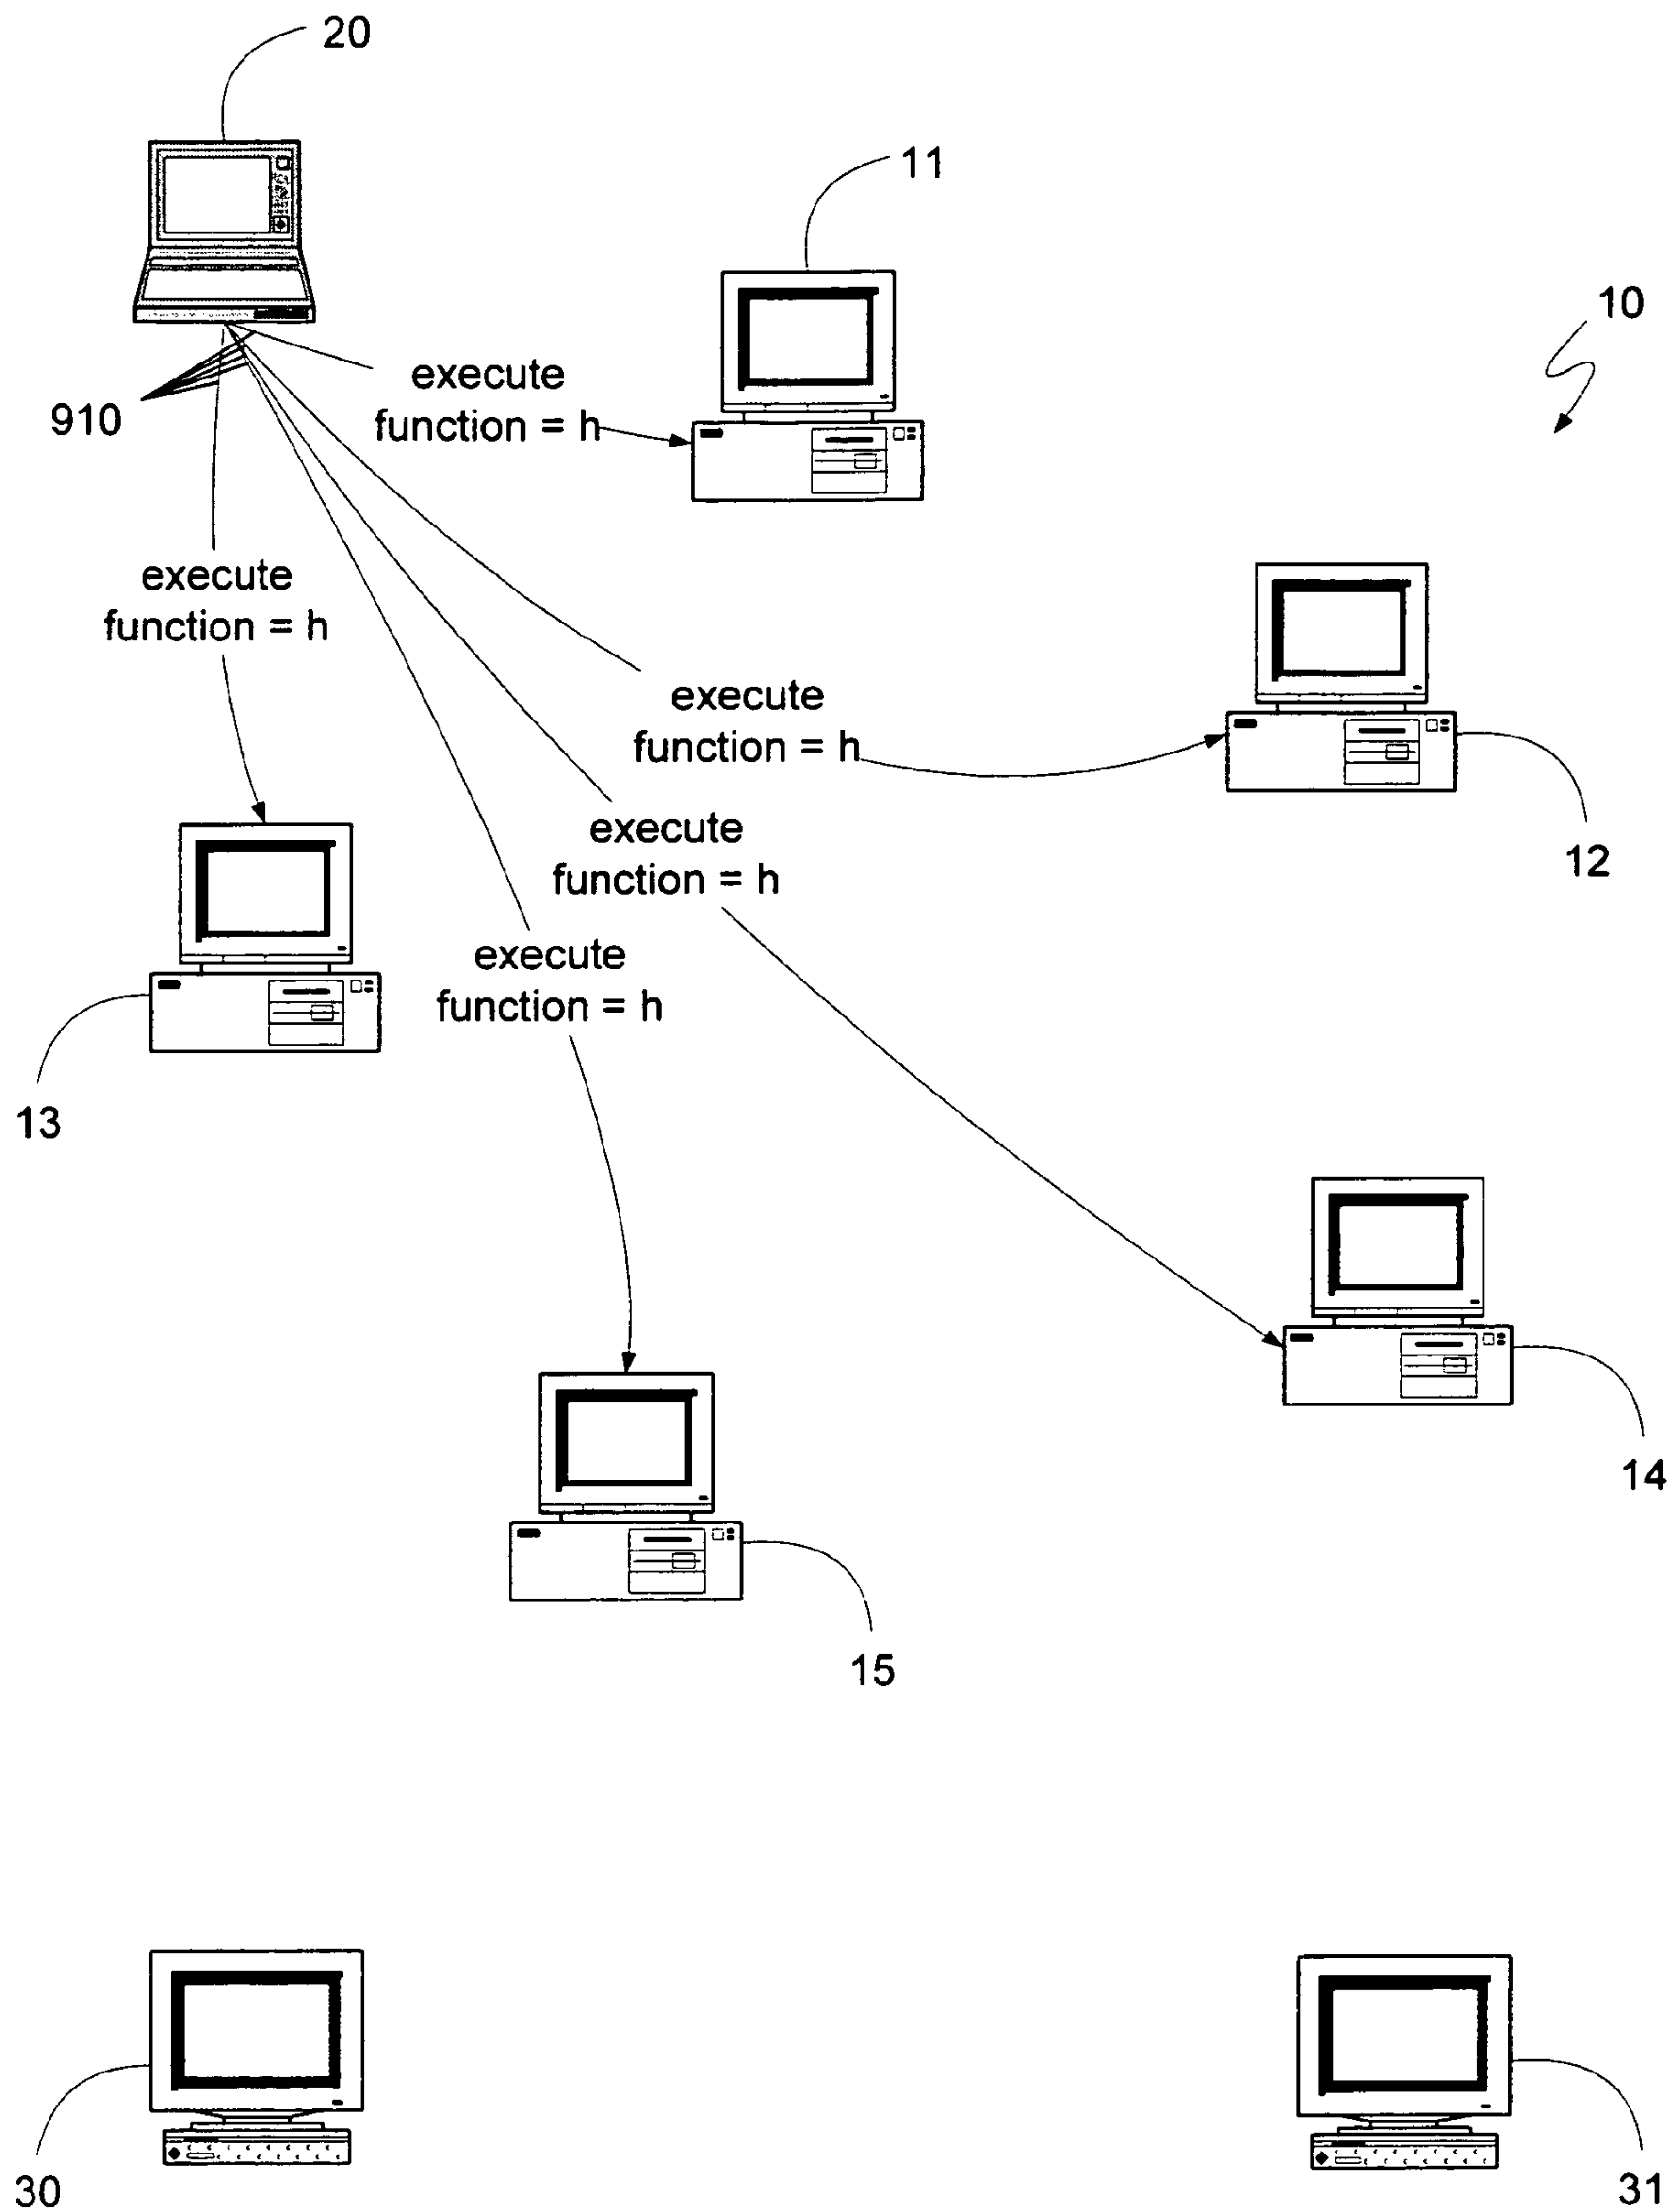 20
11
10
execute
function = h
910
execute
function = h
execute
function = h
12
execute
function = h
execute
function = h
13
14
15
30
31